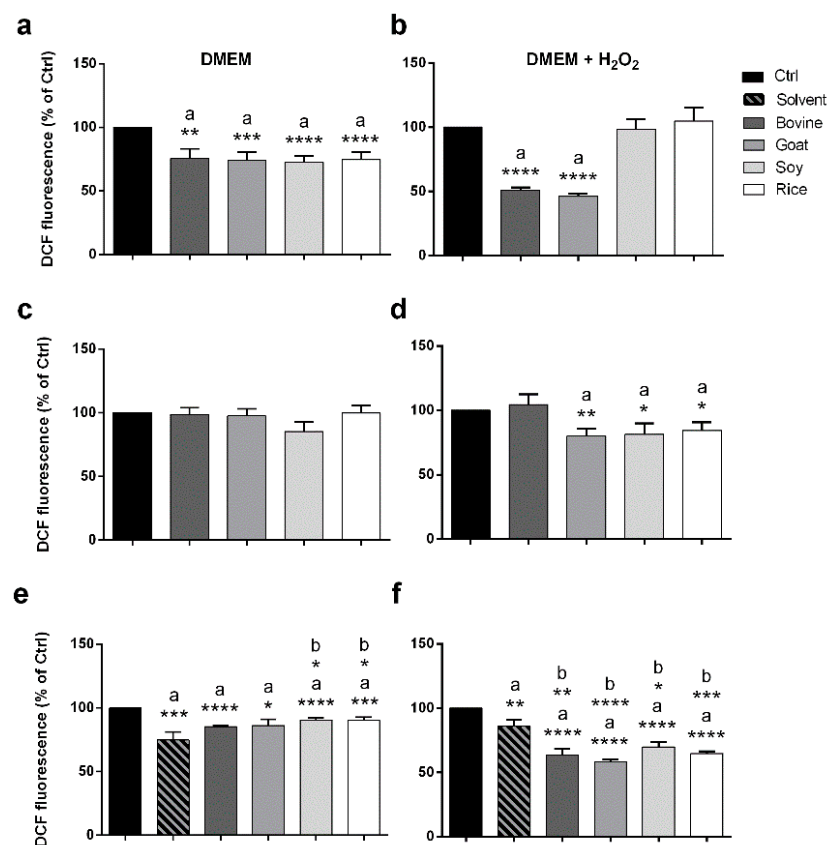 a
DMEM
DCF fluorescence (% of Ctrl)
150
100
50
0
a
**
a
***
a
****
a
****
b
DMEM + H₂O₂
150
100
50
0
a
****
a
****
Ctrl
Solvent
Bovine
Goat
Soy
Rice
c
DCF fluorescence (% of Ctrl)
150
100
50
0
d
150
100
50
0
a
**
a
*
a
*
e
DCF fluorescence (% of Ctrl)
150
100
50
0
a
***
a
****
a
*
b
*
a
****
b
*
a
***
f
150
100
50
0
a
**
b
**
a
****
b
****
a
****
b
*
a
****
b
***
a
****